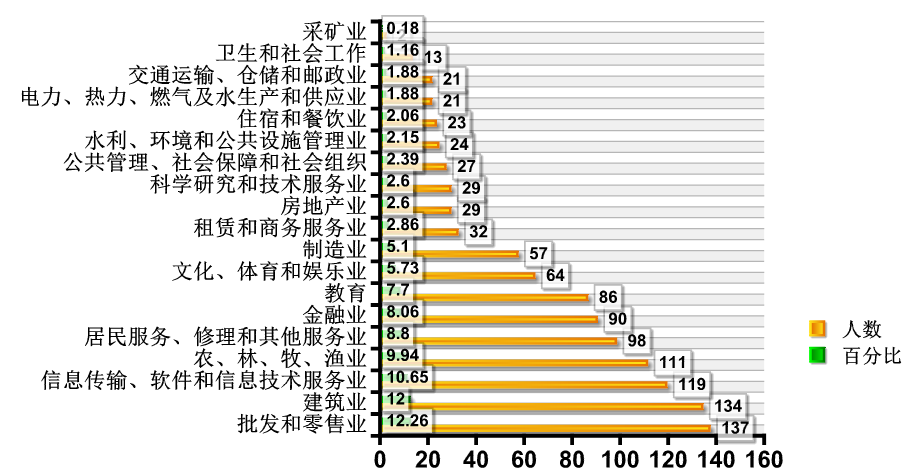 采矿业 0.18
卫生和社会工作 1.16 13
交通运输、仓储和邮政业 1.88 21
电力、热力、燃气及水生产和供应业 1.88 21
住宿和餐饮业 2.06 23
水利、环境和公共设施管理业 2.15 24
公共管理、社会保障和社会组织 2.39 27
科学研究和技术服务业 2.6 29
房地产业 2.6 29
租赁和商务服务业 2.86 32
制造业 5.1 57
文化、体育和娱乐业 5.73 64
教育 7.7 86
金融业 8.06 90
居民服务、修理和其他服务业 8.8 98
农、林、牧、渔业 9.94 111
信息传输、软件和信息技术服务业 10.65 119
建筑业 12 134
批发和零售业 12.26 137
0 20 40 60 80 100 120 140 160
人数
百分比